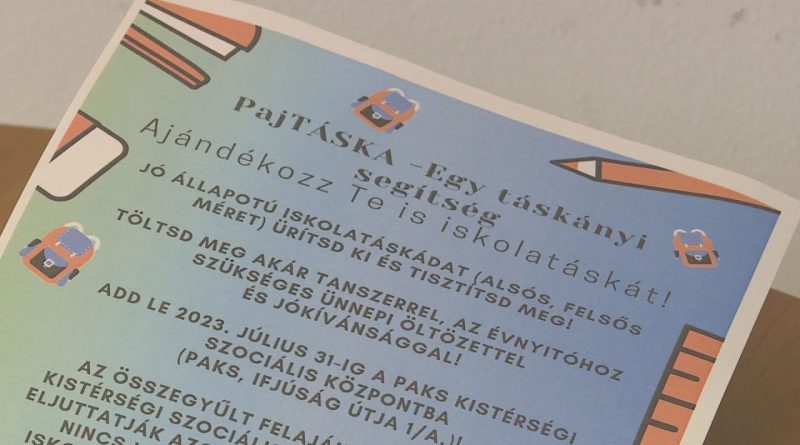 PajTÁSKA –Egy táskányi
segítség
Ajándékozz Te is iskolatáskát!
JÓ ÁLLAPOTÚ ISKOLATÁSKÁDAT (ALSÓS, FELSŐS
MÉRET) ÜRÍTSD KI ÉS TISZTÍTSD MEG!
TÖLTSD MEG AKÁR TANSZERREL, AZ ÉVNYITÓHOZ
SZÜKSÉGES ÜNNEPI ÖLTÖZETTEL
ÉS JÓKÍVÁNSÁGGAL!
ADD LE 2023. JÚLIUS 31-IG A PAKS KISTÉRSÉGI
SZOCIÁLIS KÖZPONTBA
(PAKS, IFJÚSÁG ÚTJA 1/A.)!
AZ ÖSSZEGYŰLT
KISTÉRSÉGI
ELJUTTATJÁK
NINCS